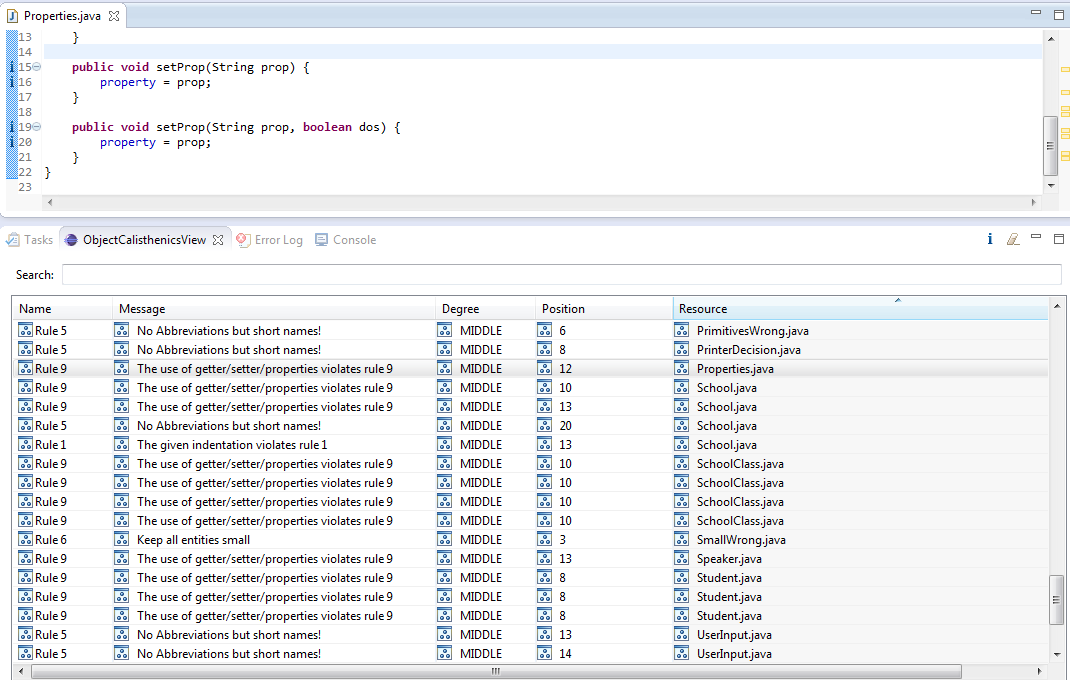 Properties.java
13 }
14
15 public void setProp(String prop) {
16 property = prop;
17 }
18
19 public void setProp(String prop, boolean dos) {
20 property = prop;
21 }
22 }
23
Tasks ObjectCalisthenicsView Error Log Console
Search:
Name Message Degree Position Resource
Rule 5 No Abbreviations but short names! MIDDLE 6 PrimitivesWrong.java
Rule 5 No Abbreviations but short names! MIDDLE 8 PrinterDecision.java
Rule 9 The use of getter/setter/properties violates rule 9 MIDDLE 12 Properties.java
Rule 9 The use of getter/setter/properties violates rule 9 MIDDLE 10 School.java
Rule 9 The use of getter/setter/properties violates rule 9 MIDDLE 13 School.java
Rule 5 No Abbreviations but short names! MIDDLE 20 School.java
Rule 1 The given indentation violates rule 1 MIDDLE 13 School.java
Rule 9 The use of getter/setter/properties violates rule 9 MIDDLE 10 SchoolClass.java
Rule 9 The use of getter/setter/properties violates rule 9 MIDDLE 10 SchoolClass.java
Rule 9 The use of getter/setter/properties violates rule 9 MIDDLE 10 SchoolClass.java
Rule 9 The use of getter/setter/properties violates rule 9 MIDDLE 10 SchoolClass.java
Rule 6 Keep all entities small MIDDLE 3 SmallWrong.java
Rule 9 The use of getter/setter/properties violates rule 9 MIDDLE 13 Speaker.java
Rule 9 The use of getter/setter/properties violates rule 9 MIDDLE 8 Student.java
Rule 9 The use of getter/setter/properties violates rule 9 MIDDLE 8 Student.java
Rule 9 The use of getter/setter/properties violates rule 9 MIDDLE 8 Student.java
Rule 5 No Abbreviations but short names! MIDDLE 13 UserInput.java
Rule 5 No Abbreviations but short names! MIDDLE 14 UserInput.java